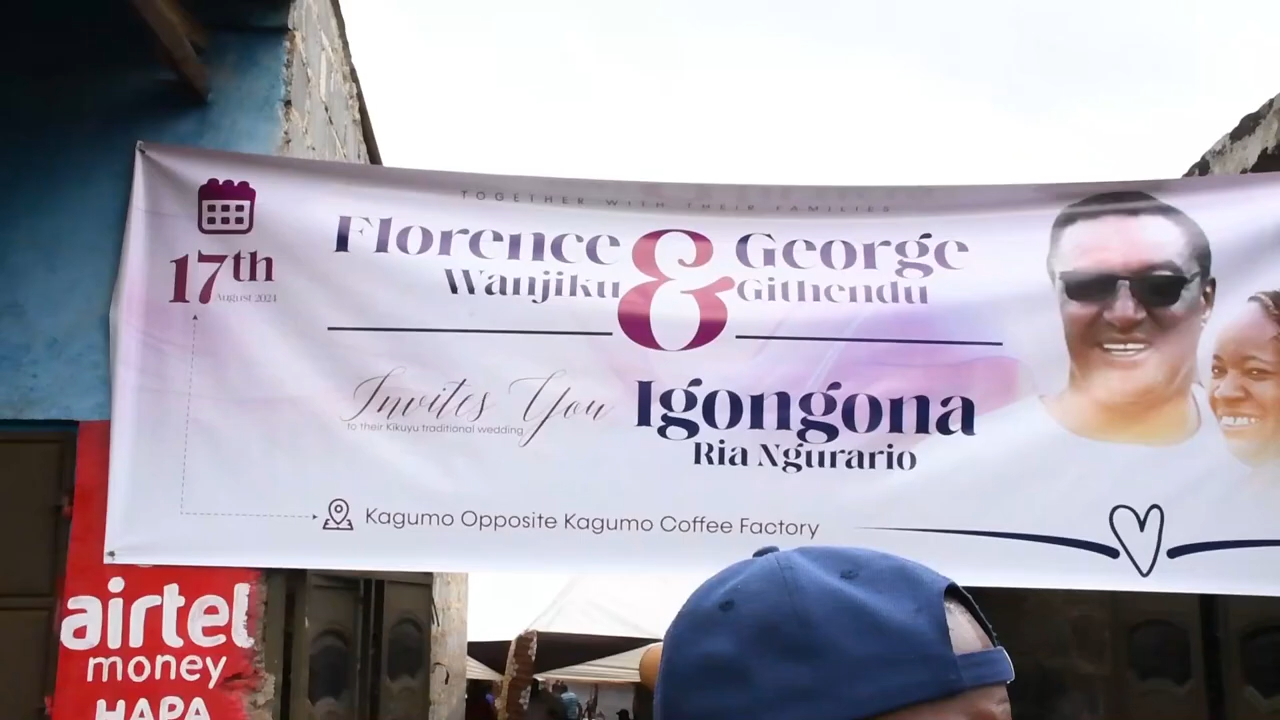 TOGETHER WITH THEIR FAMILIES
17th
August 2024
Florence
Wanjiku
&
George
Githendu
Invites You
to their Kikuyu traditional wedding
Igongona
Ria Ngurario
Kagumo Opposite Kagumo Coffee Factory
airtel
money
HAPA